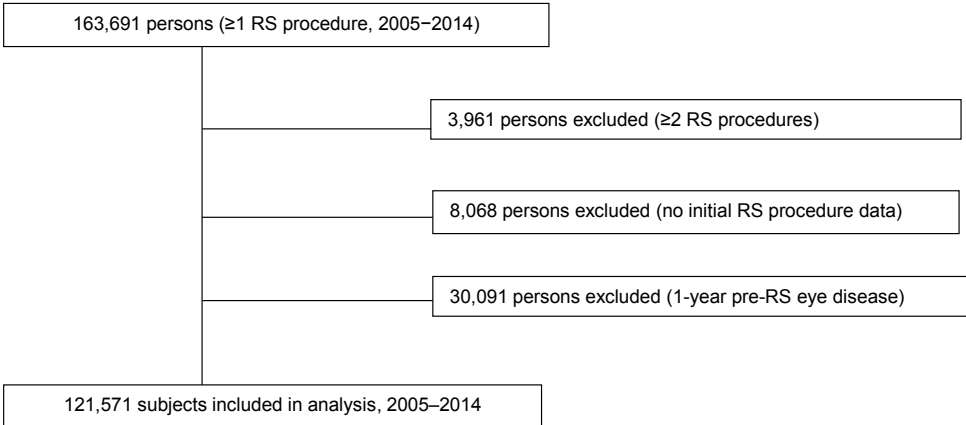 163,691 persons (≥1 RS procedure, 2005−2014)
3,961 persons excluded (≥2 RS procedures)
8,068 persons excluded (no initial RS procedure data)
30,091 persons excluded (1-year pre-RS eye disease)
121,571 subjects included in analysis, 2005–2014